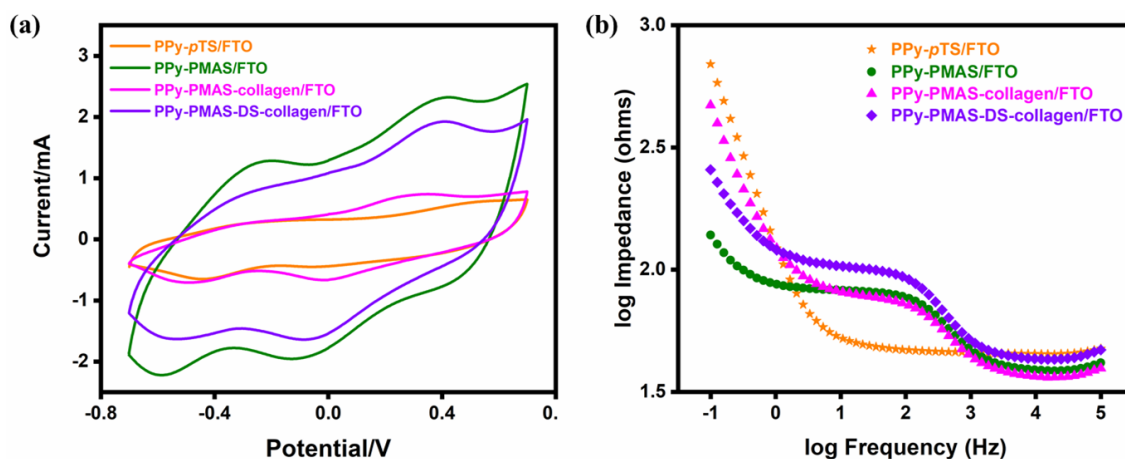 (a)
3
2
1
0
-1
-2
Current/mA
PPy-pTS/FTO
PPy-PMAS/FTO
PPy-PMAS-collagen/FTO
PPy-PMAS-DS-collagen/FTO
-0.8
-0.4
0.0
0.4
0.
Potential/V
(b)
3.0
2.5
2.0
1.5
log Impedance (ohms)
PPy-pTS/FTO
PPy-PMAS/FTO
PPy-PMAS-collagen/FTO
PPy-PMAS-DS-collagen/FTO
-1
0
1
2
3
4
5
log Frequency (Hz)